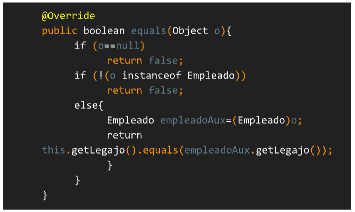 @Override
public boolean equals(Object o){
if (o==null)
return false;
if (!(o instanceof Empleado))
return false;
else{
Empleado empleadoAux=(Empleado)o;
return
this.getLegajo().equals(empleadoAux.getLegajo());
}
}
}